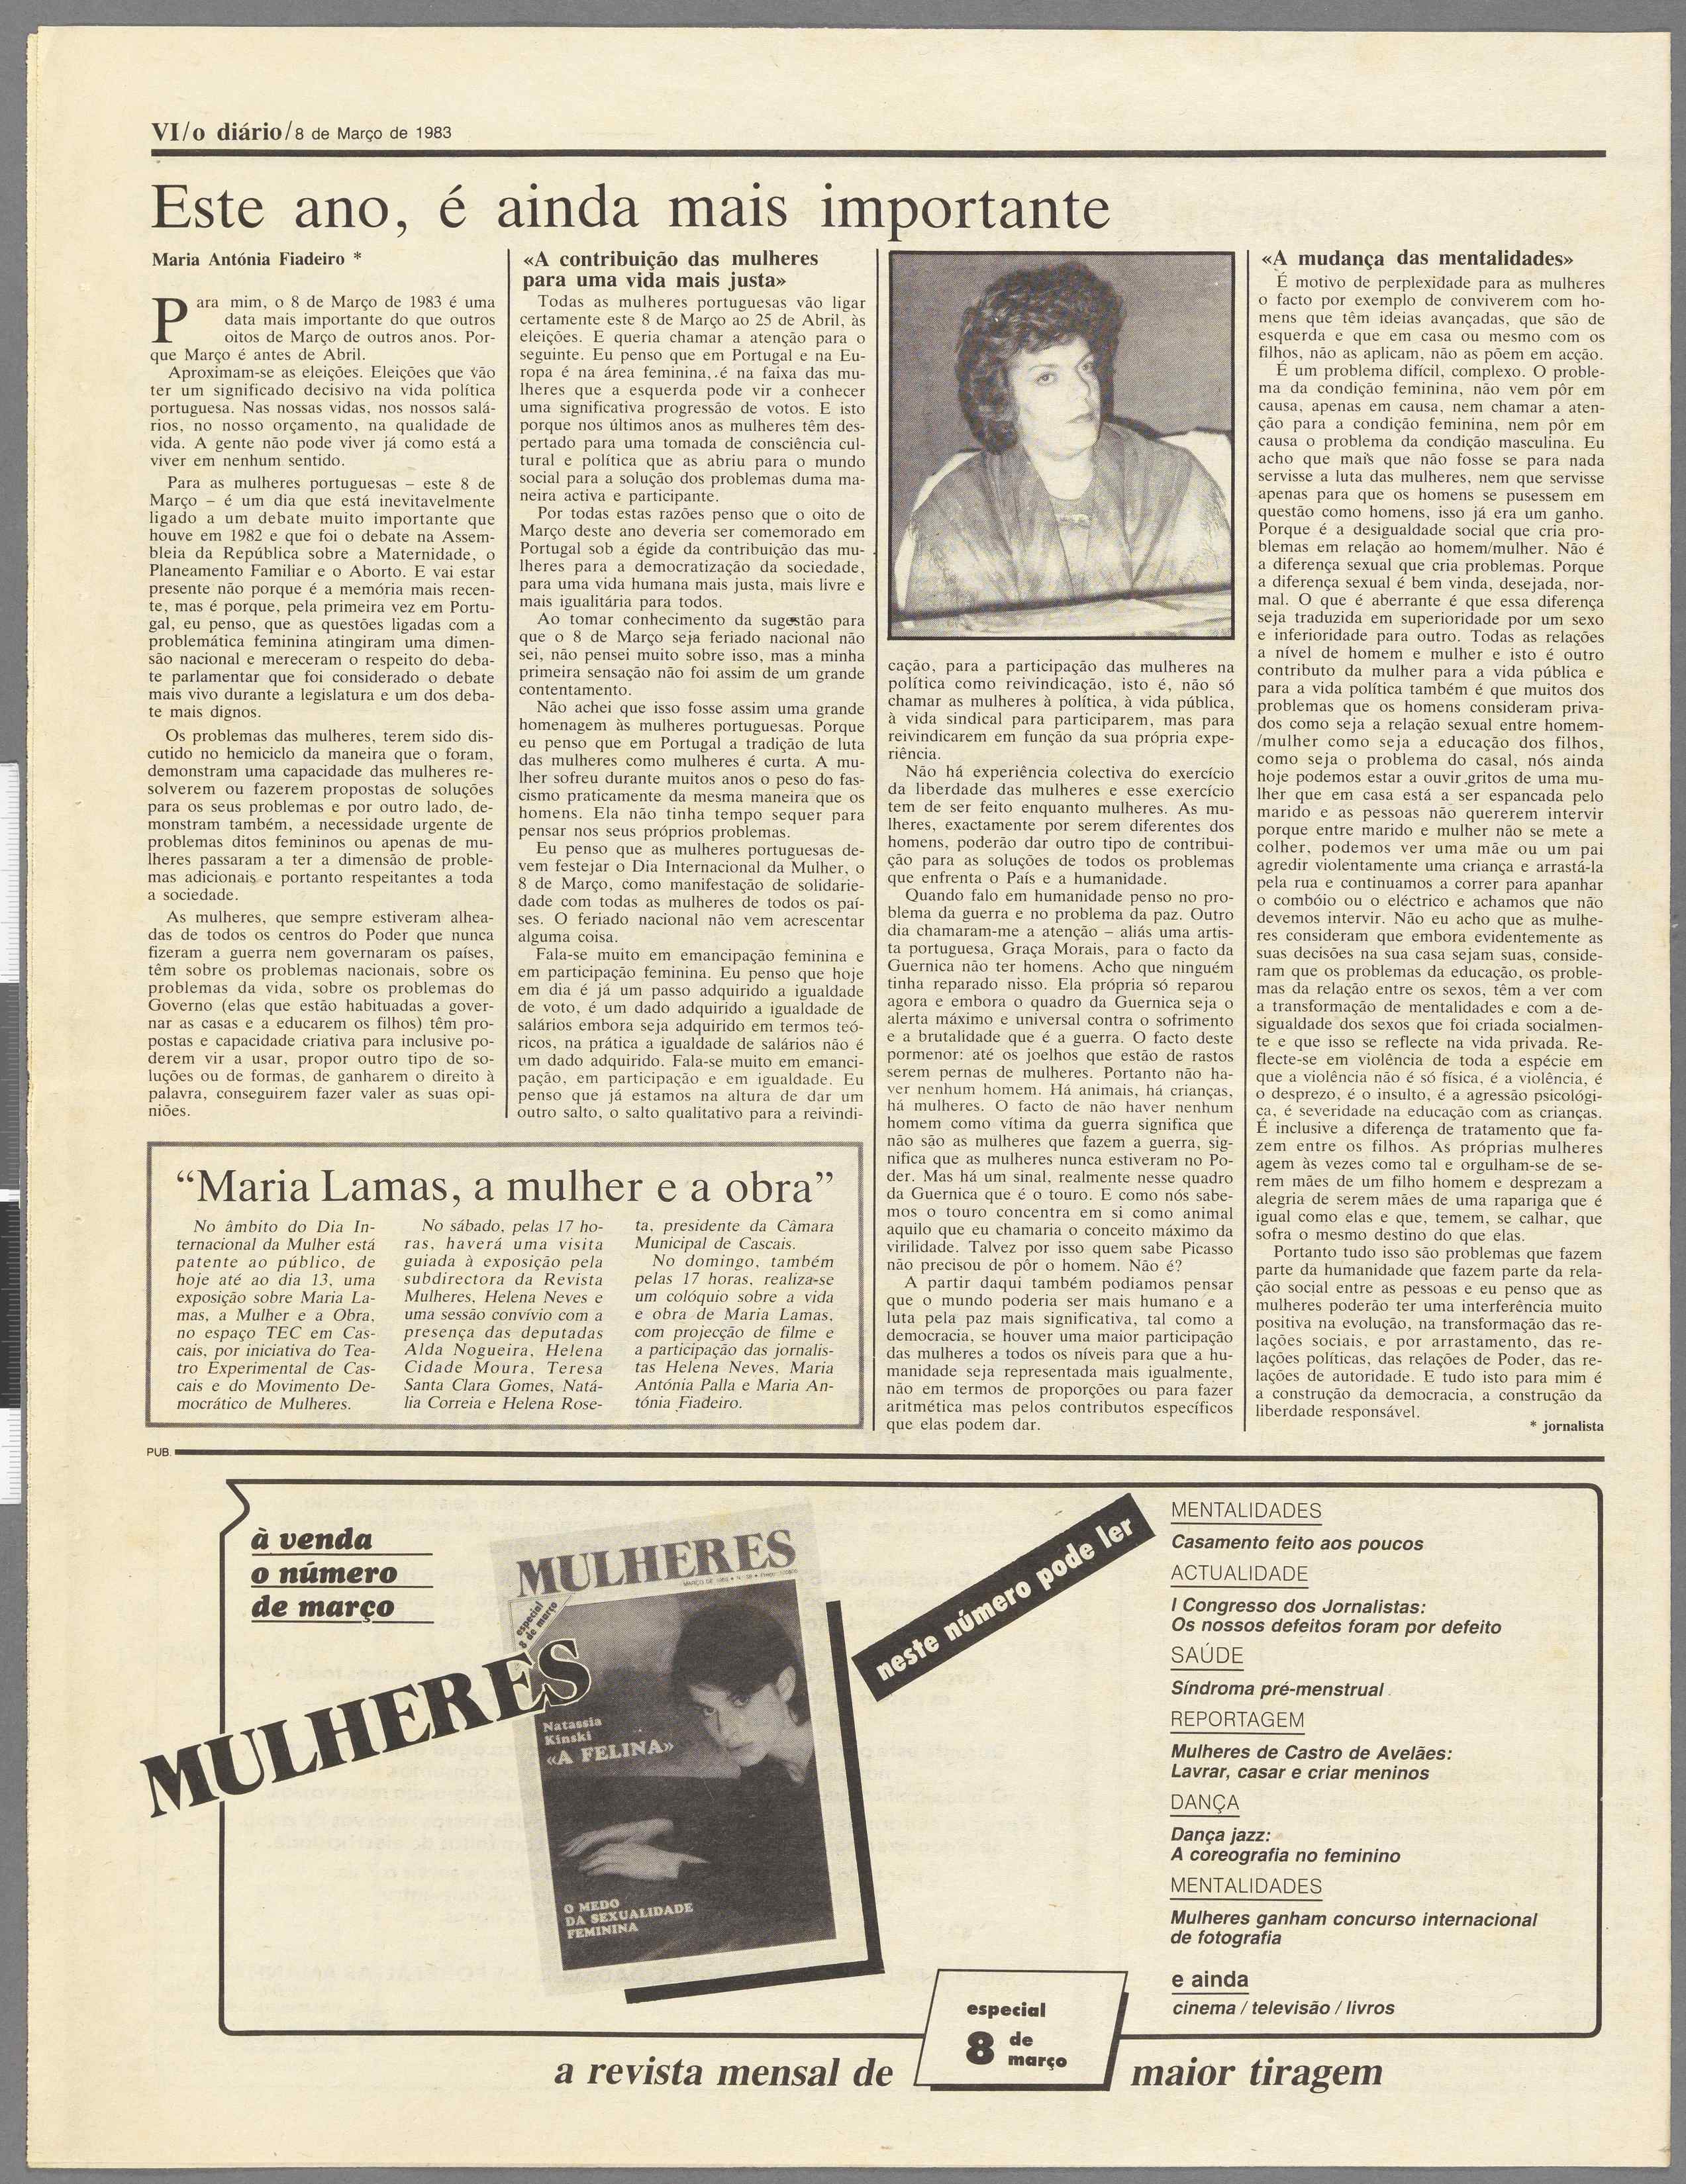 VI/o diário/8 de Março de 1983
Este ano, é ainda mais importante
Maria Antónia Fiadeiro *
Para mim, o 8 de Março de 1983 é uma
data mais importante do que outros
oitos de Março de outros anos. Por-
que Março é antes de Abril.
Aproximam-se as eleições. Eleições que vão
ter um significado decisivo na vida política
portuguesa. Nas nossas vidas, nos nossos salá-
rios, no nosso orçamento, na qualidade de
vida. A gente não pode viver já como está a
viver em nenhum sentido.
Para as mulheres portuguesas – este 8 de
Março – é um dia que está inevitavelmente
ligado a um debate muito importante que
houve em 1982 e que foi o debate na Assem-
bleia da República sobre a Maternidade, o
Planeamento Familiar e o Aborto. E vai estar
presente não porque é a memória mais recen-
te, mas é porque, pela primeira vez em Portu-
gal, eu penso, que as questões ligadas com a
problemática feminina atingiram uma dimen-
são nacional e mereceram o respeito do deba-
te parlamentar que foi considerado o debate
mais vivo durante a legislatura e um dos deba-
te mais dignos.
Os problemas das mulheres, terem sido dis-
cutido no hemiciclo da maneira que o foram,
demonstram uma capacidade das mulheres re-
solverem ou fazerem propostas de soluções
para os seus problemas e por outro lado, de-
monstram também, a necessidade urgente de
problemas ditos femininos ou apenas de mu-
lheres passaram a ter a dimensão de proble-
mas adicionais e portanto respeitantes a toda
a sociedade.
As mulheres, que sempre estiveram alhea-
das de todos os centros do Poder que nunca
fizeram a guerra nem governaram os países,
têm sobre os problemas nacionais, sobre os
problemas da vida, sobre os problemas do
Governo (elas que estão habituadas a gover-
nar as casas e a educarem os filhos) têm pro-
postas e capacidade criativa para inclusive po-
derem vir a usar, propor outro tipo de so-
luções ou de formas, de ganharem o direito à
palavra, conseguirem fazer valer as suas opi-
niões.
«A contribuição das mulheres
para uma vida mais justa»
Todas as mulheres portuguesas vão ligar
certamente este 8 de Março ao 25 de Abril, às
eleições. E queria chamar a atenção para o
seguinte. Eu penso que em Portugal e na Eu-
ropa é na área feminina, é na faixa das mu-
lheres que a esquerda pode vir a conhecer
uma significativa progressão de votos. E isto
porque nos últimos anos as mulheres têm des-
pertado para uma tomada de consciência cul-
tural e política que as abriu para o mundo
social para a solução dos problemas duma ma-
neira activa e participante.
Por todas estas razões penso que o oito de
Março deste ano deveria ser comemorado em
Portugal sob a égide da contribuição das mu-
lheres para a democratização da sociedade,
para uma vida humana mais justa, mais livre e
mais igualitária para todos.
Ao tomar conhecimento da sugestão para
que o 8 de Março seja feriado nacional não
sei, não pensei muito sobre isso, mas a minha
primeira sensação não foi assim de um grande
contentamento.
Não achei que isso fosse assim uma grande
homenagem às mulheres portuguesas. Porque
eu penso que em Portugal a tradição de luta
das mulheres como mulheres é curta. A mu-
lher sofreu durante muitos anos o peso do fas-
cismo praticamente da mesma maneira que os
homens. Ela não tinha tempo sequer para
pensar nos seus próprios problemas.
Eu penso que as mulheres portuguesas de-
vem festejar o Dia Internacional da Mulher, o
8 de Março, como manifestação de solidarie-
dade com todas as mulheres de todos os paí-
ses. O feriado nacional não vem acrescentar
alguma coisa.
Fala-se muito em emancipação feminina e
em participação feminina. Eu penso que hoje
em dia é já um passo adquirido a igualdade
de voto, é um dado adquirido a igualdade de
salários embora seja adquirido em termos teó-
ricos, na prática a igualdade de salários não é
um dado adquirido. Fala-se muito em emanci-
pação, em participação e em igualdade. Eu
penso que já estamos na altura de dar um
outro salto, o salto qualitativo para a reivindi-
cação, para a participação das mulheres na
política como reivindicação, isto é, não só
chamar as mulheres à política, à vida pública,
à vida sindical para participarem, mas para
reivindicarem em função da sua própria expe-
riência.
Não há experiência colectiva do exercício
da liberdade das mulheres e esse exercício
tem de ser feito enquanto mulheres. As mu-
lheres, exactamente por serem diferentes dos
homens, poderão dar outro tipo de contribui-
ção para as soluções de todos os problemas
que enfrenta o País e a humanidade.
Quando falo em humanidade penso no pro-
blema da guerra e no problema da paz. Outro
dia chamaram-me a atenção – aliás uma artis-
ta portuguesa, Graça Morais, para o facto da
Guernica não ter homens. Acho que ninguém
tinha reparado nisso. Ela própria só reparou
agora e embora o quadro da Guernica seja o
alerta máximo e universal contra o sofrimento
e a brutalidade que é a guerra. O facto deste
pormenor: até os joelhos que estão de rastos
serem pernas de mulheres. Portanto não ha-
ver nenhum homem. Há animais, há crianças,
há mulheres. O facto de não haver nenhum
homem como vítima da guerra significa que
não são as mulheres que fazem a guerra, sig-
nifica que as mulheres nunca estiveram no Po-
der. Mas há um sinal, realmente nesse quadro
da Guernica que é o touro. E como nós sabe-
mos o touro concentra em si como animal
aquilo que eu chamaria o conceito máximo da
virilidade. Talvez por isso quem sabe Picasso
não precisou de pôr o homem. Não é?
A partir daqui também podiamos pensar
que o mundo poderia ser mais humano e a
luta pela paz mais significativa, tal como a
democracia, se houver uma maior participação
das mulheres a todos os níveis para que a hu-
manidade seja representada mais igualmente,
não em termos de proporções ou para fazer
aritmética mas pelos contributos específicos
que elas podem dar.
«A mudança das mentalidades»
É motivo de perplexidade para as mulheres
o facto por exemplo de conviverem com ho-
mens que têm ideias avançadas, que são de
esquerda e que em casa ou mesmo com os
filhos, não as aplicam, não as põem em acção.
É um problema difícil, complexo. O proble-
ma da condição feminina, não vem pôr em
causa, apenas em causa, nem chamar a aten-
ção para a condição feminina, nem pôr em
causa o problema da condição masculina. Eu
acho que mais que não fosse se para nada
servisse a luta das mulheres, nem que servisse
apenas para que os homens se pusessem em
questão como homens, isso já era um ganho.
Porque é a desigualdade social que cria pro-
blemas em relação ao homem/mulher. Não é
a diferença sexual que cria problemas. Porque
a diferença sexual é bem vinda, desejada, nor-
mal. O que é aberrante é que essa diferença
seja traduzida em superioridade por um sexo
e inferioridade para outro. Todas as relações
a nível de homem e mulher e isto é outro
contributo da mulher para a vida pública e
para a vida política também é que muitos dos
problemas que os homens consideram priva-
dos como seja a relação sexual entre homem-
/mulher como seja a educação dos filhos,
como seja o problema do casal, nós ainda
hoje podemos estar a ouvir gritos de uma mu-
lher que em casa está a ser espancada pelo
marido e as pessoas não quererem intervir
porque entre marido e mulher não se mete a
colher, podemos ver uma mãe ou um pai
agredir violentamente uma criança e arrastá-la
pela rua e continuamos a correr para apanhar
o combóio ou o eléctrico e achamos que não
devemos intervir. Não eu acho que as mulhe-
res consideram que embora evidentemente as
suas decisões na sua casa sejam suas, conside-
ram que os problemas da educação, os proble-
mas da relação entre os sexos, têm a ver com
a transformação de mentalidades e com a de-
sigualdade dos sexos que foi criada socialmen-
te e que isso se reflecte na vida privada. Re-
flecte-se em violência de toda a espécie em
que a violência não é só física, é a violência, é
o desprezo, é o insulto, é a agressão psicológi-
ca, é severidade na educação com as crianças.
É inclusive a diferença de tratamento que fa-
zem entre os filhos. As próprias mulheres
agem às vezes como tal e orgulham-se de se-
rem mães de um filho homem e desprezam a
alegria de serem mães de uma rapariga que é
igual como elas e que, temem, se calhar, que
sofra o mesmo destino do que elas.
Portanto tudo isso são problemas que fazem
parte da humanidade que fazem parte da rela-
ção social entre as pessoas e eu penso que as
mulheres poderão ter uma interferência muito
positiva na evolução, na transformação das re-
lações sociais, e por arrastamento, das re-
lações políticas, das relações de Poder, das re-
lações de autoridade. E tudo isto para mim é
a construção da democracia, a construção da
liberdade responsável.
* jornalista
“Maria Lamas, a mulher e a obra”
No âmbito do Dia In-
ternacional da Mulher está
patente ao público, de
hoje até ao dia 13, uma
exposição sobre Maria La-
mas, a Mulher e a Obra,
no espaço TEC em Cas-
cais, por iniciativa do Tea-
tro Experimental de Cas-
cais e do Movimento De-
mocrático de Mulheres.
No sábado, pelas 17 ho-
ras, haverá uma visita
guiada à exposição pela
subdirectora da Revista
Mulheres, Helena Neves e
uma sessão convívio com a
presença das deputadas
Alda Nogueira, Helena
Cidade Moura, Teresa
Santa Clara Gomes, Natá-
lia Correia e Helena Rose-
ta, presidente da Câmara
Municipal de Cascais.
No domingo, também
pelas 17 horas, realiza-se
um colóquio sobre a vida
e obra de Maria Lamas,
com projecção de filme e
a participação das jornalis-
tas Helena Neves, Maria
Antónia Palla e Maria An-
tónia Fiadeiro.
PUB.
à venda
o número
de março
MULHERES
MULHERES
especial
8 de março
Natassia
Kinski
«A FELINA»
O MEDO
DA SEXUALIDADE
FEMININA
neste número pode ler
MENTALIDADES
Casamento feito aos poucos
ACTUALIDADE
I Congresso dos Jornalistas:
Os nossos defeitos foram por defeito
SAÚDE
Síndroma pré-menstrual
REPORTAGEM
Mulheres de Castro de Avelães:
Lavrar, casar e criar meninos
DANÇA
Dança jazz:
A coreografia no feminino
MENTALIDADES
Mulheres ganham concurso internacional
de fotografia
e ainda
cinema / televisão / livros
especial
8 de março
a revista mensal de maior tiragem